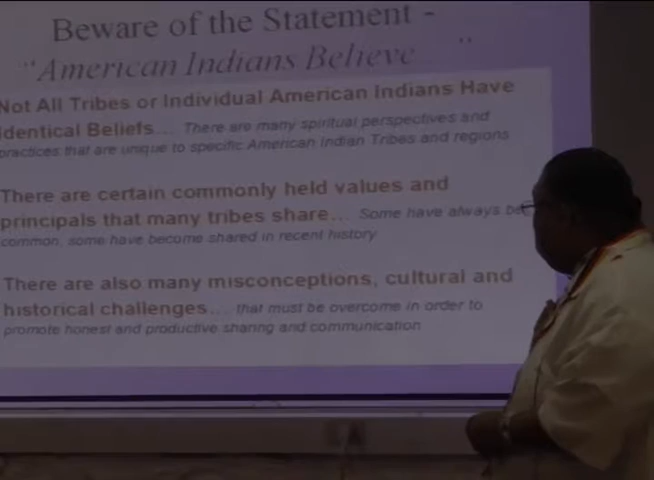 Beware of the Statement -
"American Indians Believe "
Not All Tribes or Individual American Indians Have
Identical Beliefs... There are many spiritual perspectives and
practices that are unique to specific American Indian Tribes and regions
There are certain commonly held values and
principals that many tribes share... Some have always be
common, some have become shared in recent history
There are also many misconceptions, cultural and
historical challenges... that must be overcome in order to
promote honest and productive sharing and communication